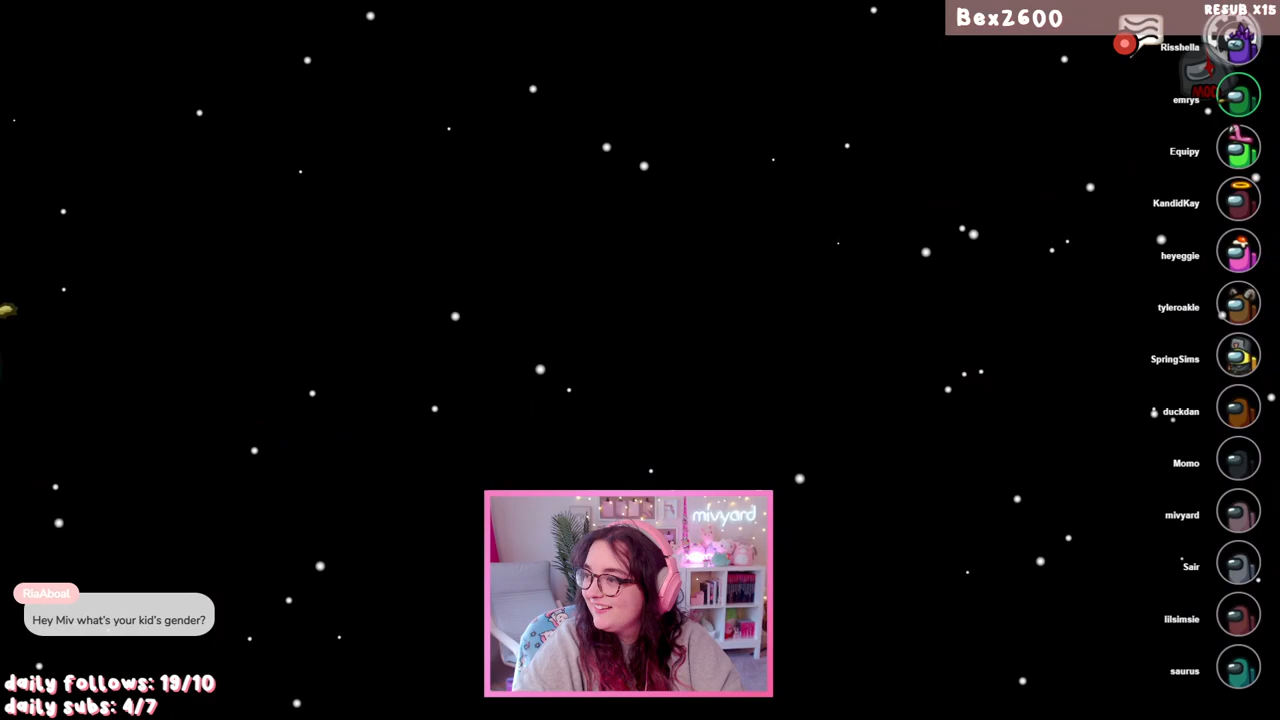 Bex2600
RESUB X15
Risshella
MOD
emrys
Equipy
KandidKay
heyeggie
tyleroakle
SpringSims
duckdan
Momo
mivyard
Sair
lilsimsie
saurus
mivyard
RiaAboal
Hey Miv what's your kid's gender?
daily follows: 19/10
daily subs: 4/7